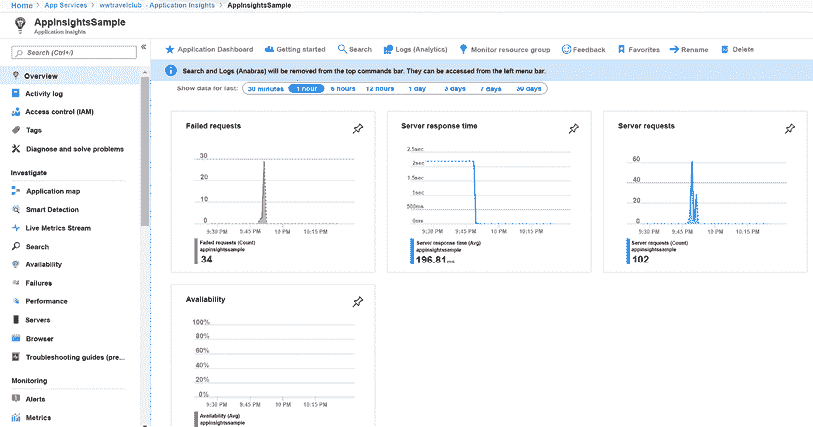 Home > App Services > wwtravelclub - Application Insights > AppInsightsSample
AppInsightsSample
Application Insights
Search (Ctrl+/)
«
Overview
Activity log
Access control (IAM)
Tags
Diagnose and solve problems
Investigate
Application map
Smart Detection
Live Metrics Stream
Search
Availability
Failures
Performance
Servers
Browser
Troubleshooting guides (pre...
Monitoring
Alerts
Metrics
Application Dashboard Getting started Search Logs (Analytics) Monitor resource group Feedback Favorites Rename Delete
Search and Logs (Anabras) will be removed from the top commands bar. They can be accessed from the left menu bar.
Show data for last: 30 minutes 1 hour 6 hours 12 hours 1 day 3 days 7 days 30 days
Failed requests
30
20
10
0
9:30 PM 9:45 PM 10 PM 10:15 PM
Failed requests (Count)
appinsightssample
34
Server response time
2.5sec
2sec
1.5sec
1sec
500ms
0ms
9:30 PM 9:45 PM 10 PM 10:15 PM
Server response time (Avg)
appinsightssample
196.81 ms
Server requests
60
40
20
0
9:30 PM 9:45 PM 10 PM 10:15 PM
Server requests (Count)
appinsightssample
102
Availability
100%
80%
60%
40%
20%
0%
9:30 PM 9:45 PM 10 PM 10:15 PM
Availability (Avg)
appinsightssample